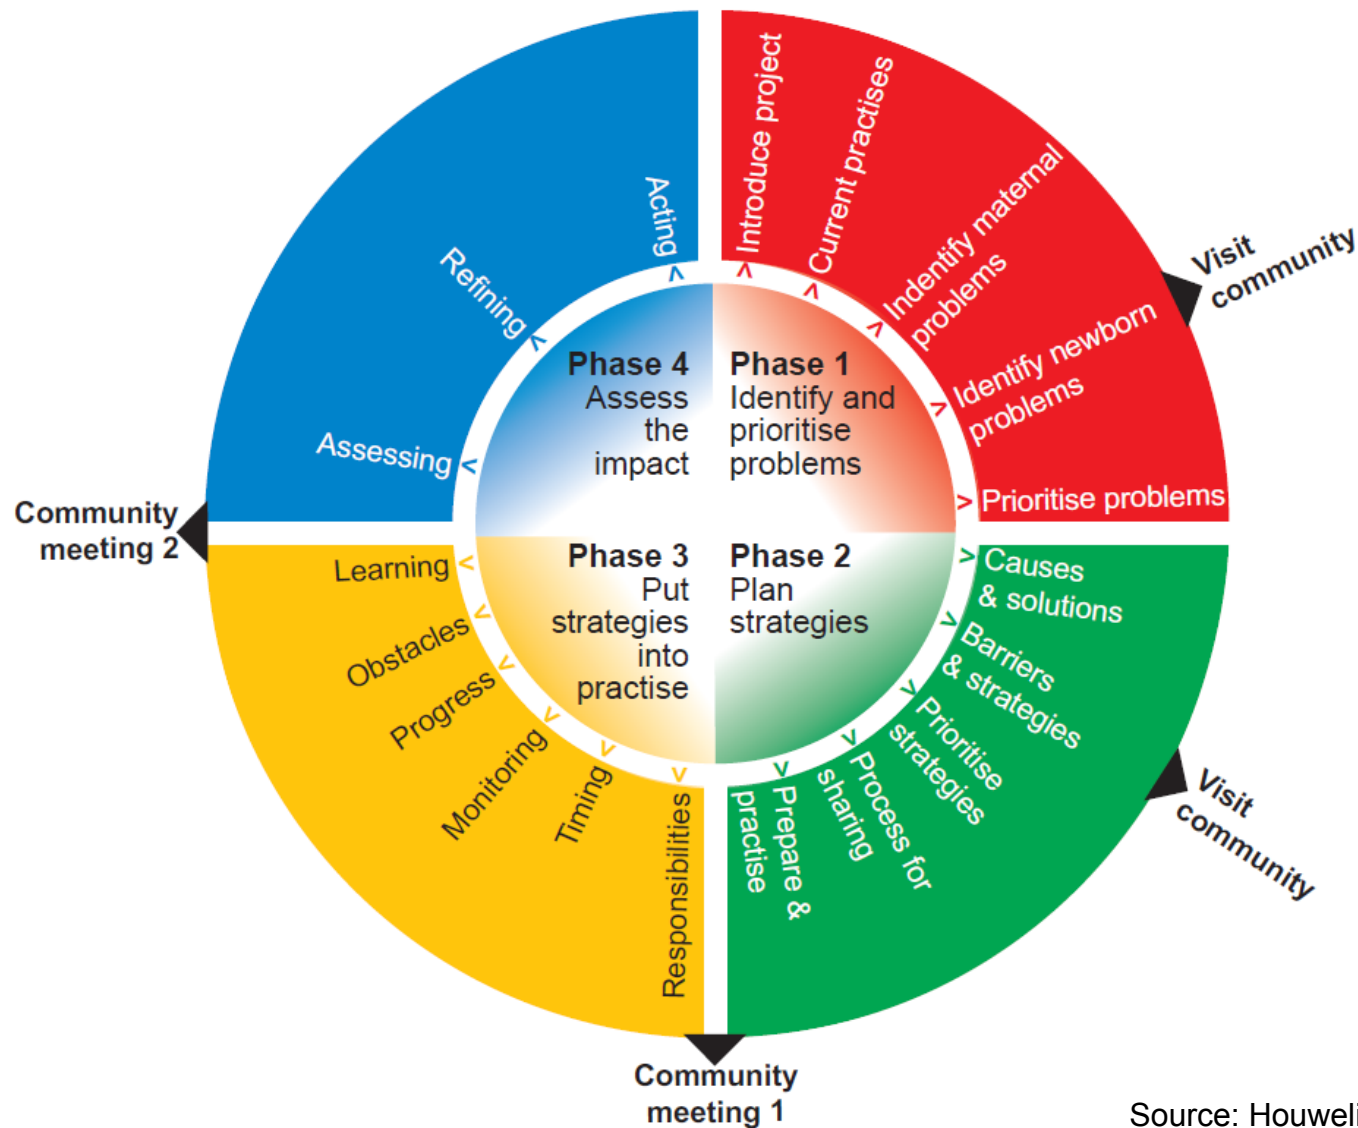 Introduce project
Current practises
Indentify maternal
problems
Identify newborn
problems
Prioritise problems
Visit
community
Phase 1
Identify and
prioritise
problems
Phase 2
Plan
strategies
Causes
& solutions
Barriers
& strategies
Prioritise
strategies
Process for
sharing
Prepare &
practise
Visit
community
Community
meeting 1
Phase 3
Put
strategies
into
practise
Responsibilities
Timing
Monitoring
Progress
Obstacles
Learning
Community
meeting 2
Phase 4
Assess
the
impact
Assessing
Refining
Acting
Source: